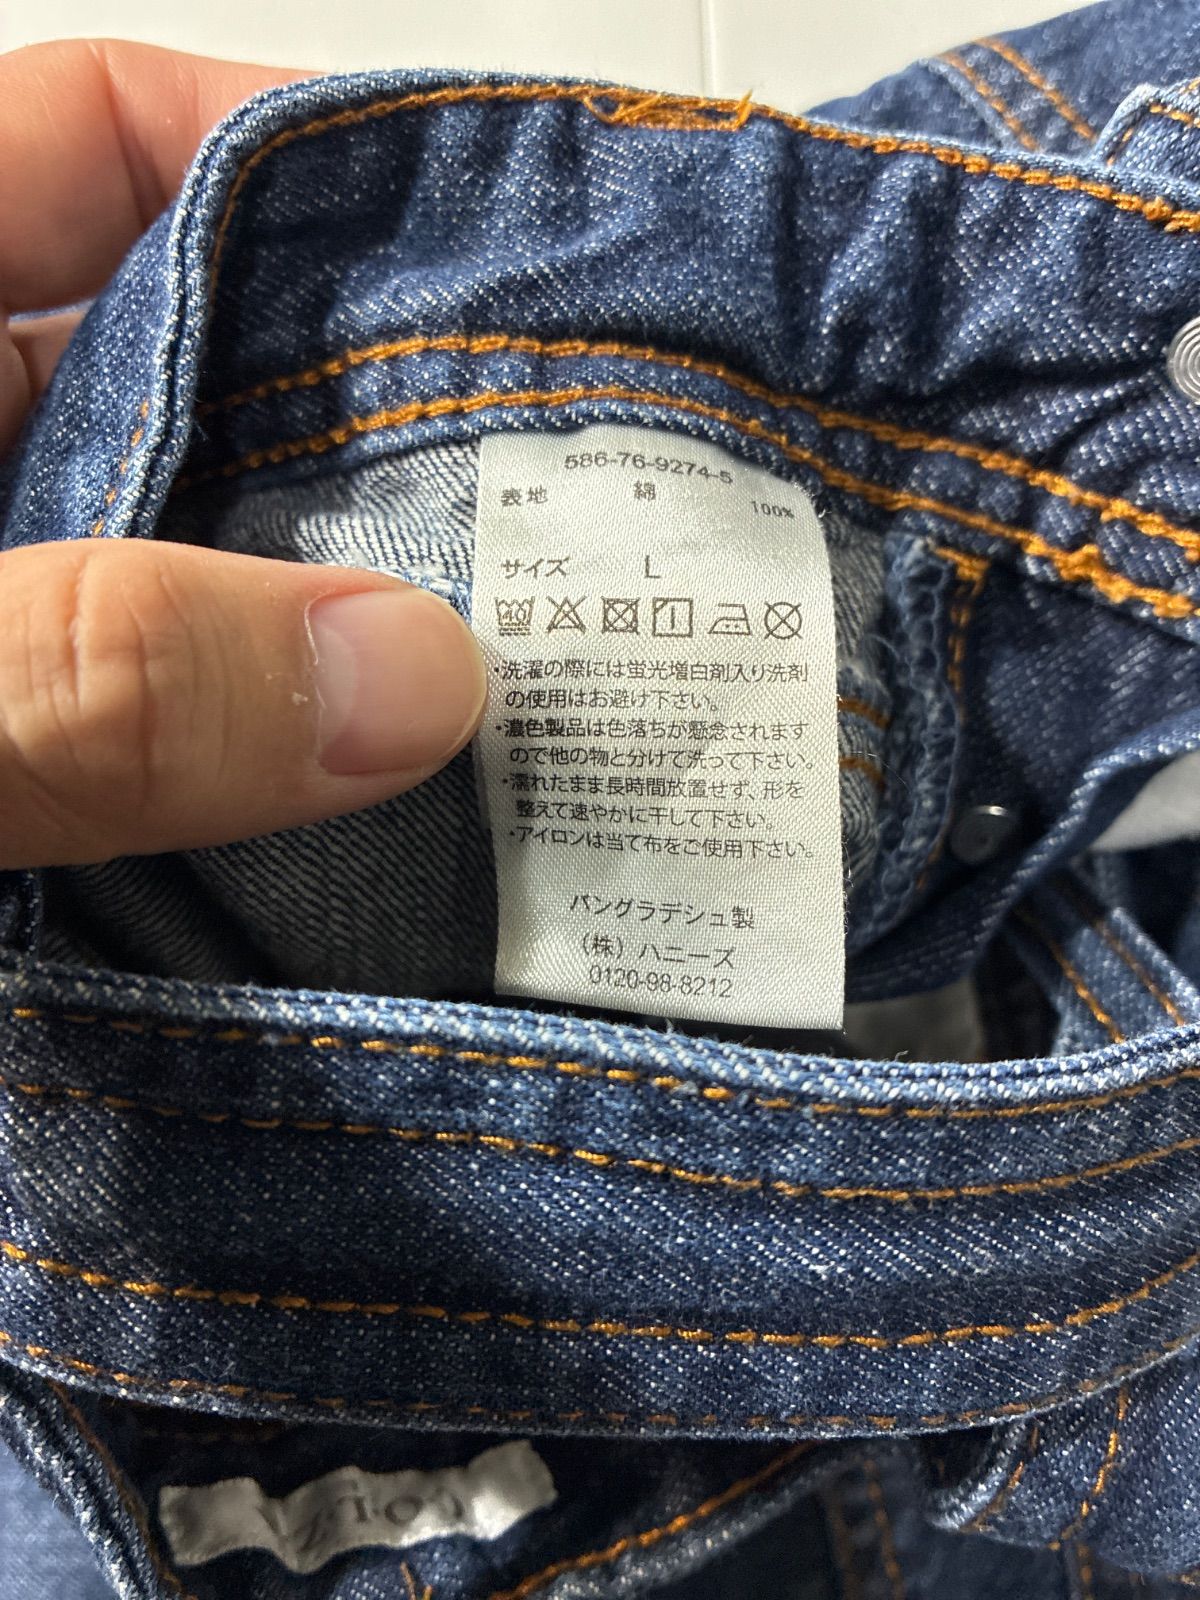 586-76-9274-5
表地 綿 100%
サイズ L
40
・洗濯の際には蛍光増白剤入り洗剤
の使用はお避け下さい。
・濃色製品は色落ちが懸念されます
ので他の物と分けて洗って下さい。
・濡れたまま長時間放置せず、形を
整えて速やかに干して下さい。
・アイロンは当て布をご使用下さい。
バングラデシュ製
(株) ハニーズ
0120-98-8212